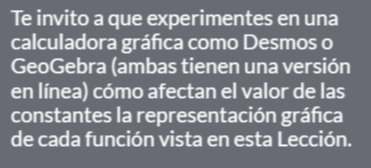 Te invito a que experimentes en una
calculadora gráfica como Desmos o
GeoGebra (ambas tienen una versión
en línea) cómo afectan el valor de las
constantes la representación gráfica
de cada función vista en esta Lección.